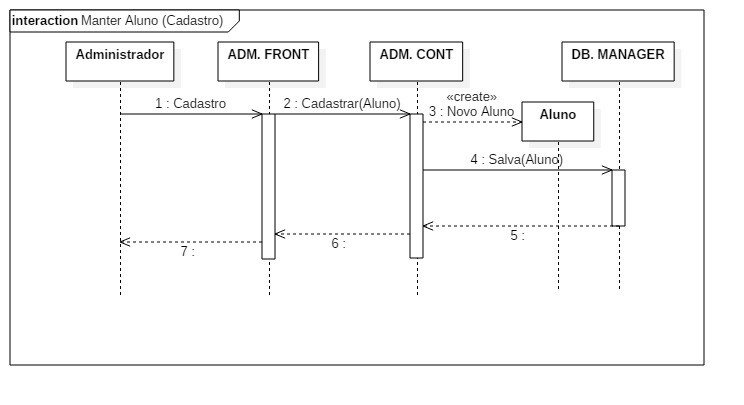 interaction Manter Aluno (Cadastro)
Administrador
ADM. FRONT
ADM. CONT
DB. MANAGER
1 : Cadastro
2 : Cadastrar(Aluno)
«create»
3 : Novo Aluno
Aluno
4 : Salva(Aluno)
5 :
6 :
7 :